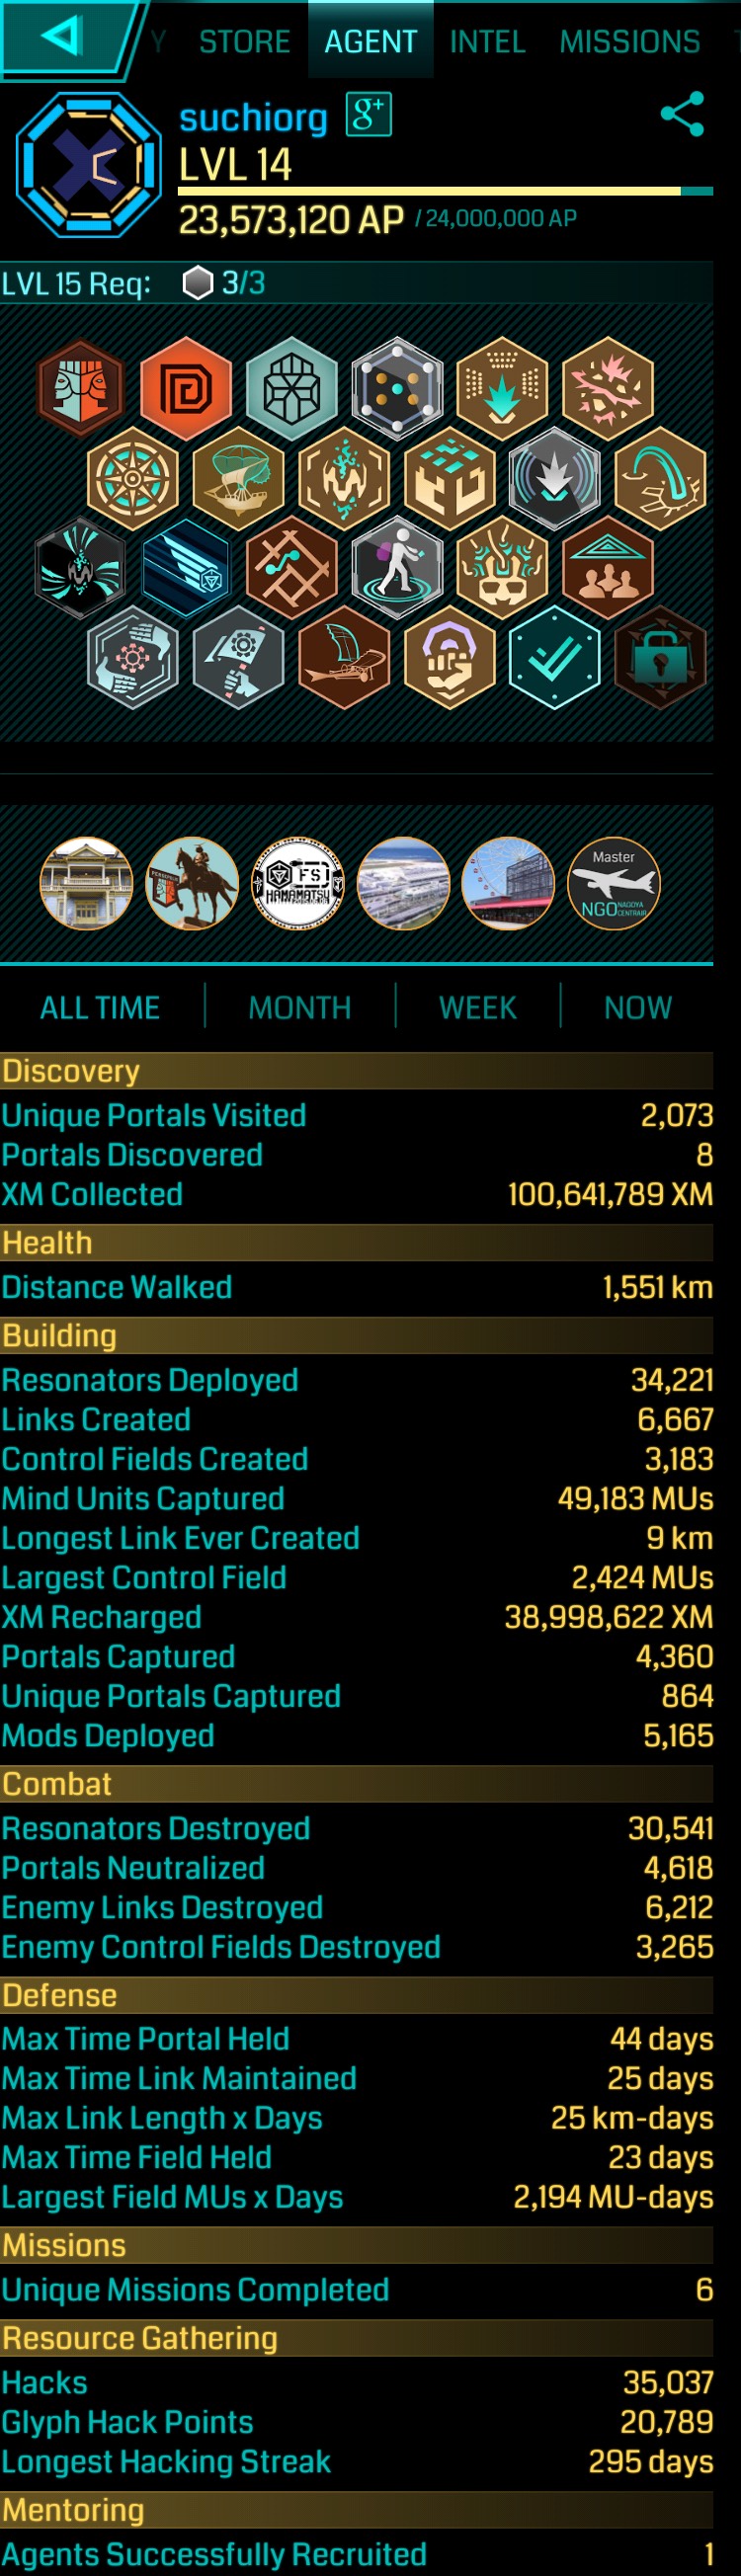 STORE AGENT INTEL MISSIONS
suchiorg g+
LVL 14
23,573,120 AP / 24,000,000 AP
LVL 15 Req: 3/3
PERSEPOLIS FS HAMAMATSU Master NGO NAGOYA CENTRAIR
ALL TIME MONTH WEEK NOW
Discovery
Unique Portals Visited 2,073
Portals Discovered 8
XM Collected 100,641,789 XM
Health
Distance Walked 1,551 km
Building
Resonators Deployed 34,221
Links Created 6,667
Control Fields Created 3,183
Mind Units Captured 49,183 MUs
Longest Link Ever Created 9 km
Largest Control Field 2,424 MUs
XM Recharged 38,998,622 XM
Portals Captured 4,360
Unique Portals Captured 864
Mods Deployed 5,165
Combat
Resonators Destroyed 30,541
Portals Neutralized 4,618
Enemy Links Destroyed 6,212
Enemy Control Fields Destroyed 3,265
Defense
Max Time Portal Held 44 days
Max Time Link Maintained 25 days
Max Link Length x Days 25 km-days
Max Time Field Held 23 days
Largest Field MUs x Days 2,194 MU-days
Missions
Unique Missions Completed 6
Resource Gathering
Hacks 35,037
Glyph Hack Points 20,789
Longest Hacking Streak 295 days
Mentoring
Agents Successfully Recruited 1